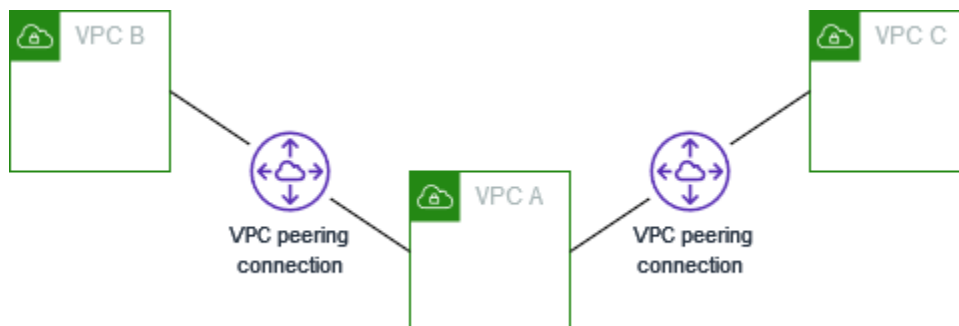 VPC B
VPC C
VPC A
VPC peering
connection
VPC peering
connection